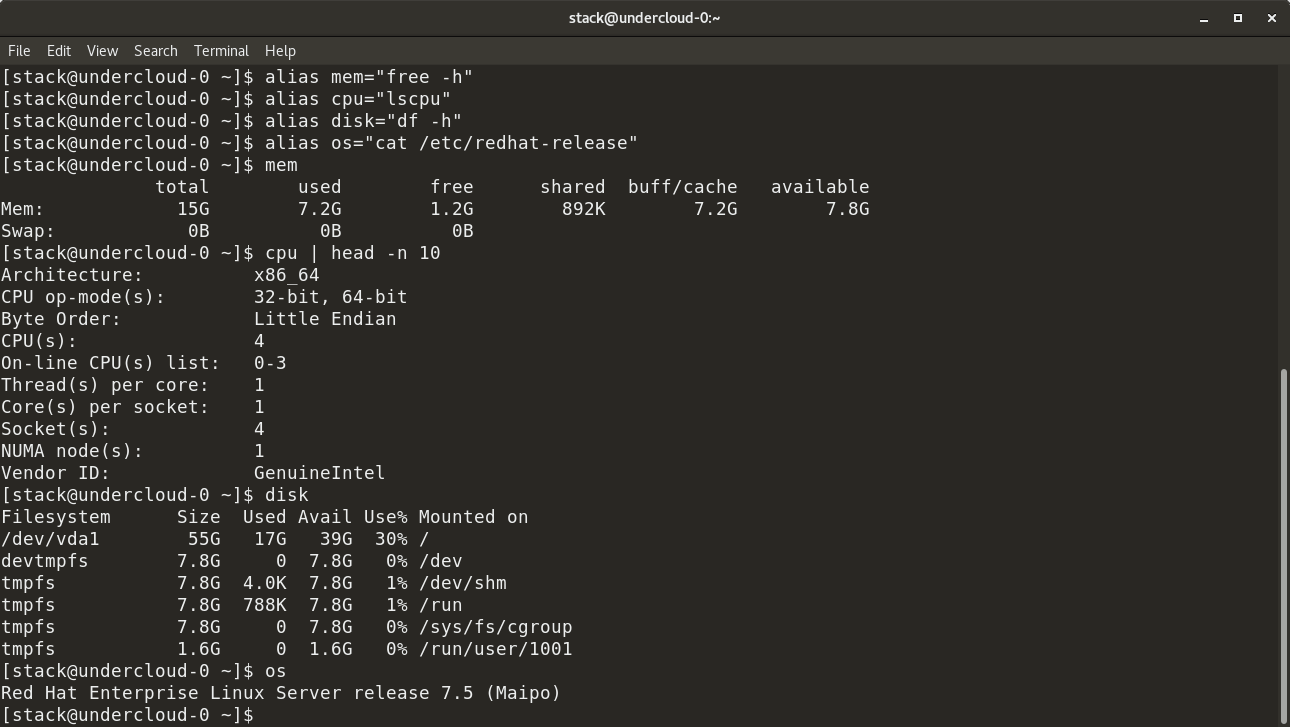 stack@undercloud-0:~
File Edit View Search Terminal Help
[stack@undercloud-0 ~]$ alias mem="free -h"
[stack@undercloud-0 ~]$ alias cpu="lscpu"
[stack@undercloud-0 ~]$ alias disk="df -h"
[stack@undercloud-0 ~]$ alias os="cat /etc/redhat-release"
[stack@undercloud-0 ~]$ mem
              total        used        free      shared  buff/cache   available
Mem:            15G        7.2G        1.2G        892K        7.2G        7.8G
Swap:            0B          0B          0B
[stack@undercloud-0 ~]$ cpu | head -n 10
Architecture:          x86_64
CPU op-mode(s):        32-bit, 64-bit
Byte Order:            Little Endian
CPU(s):                4
On-line CPU(s) list:   0-3
Thread(s) per core:    1
Core(s) per socket:    1
Socket(s):             4
NUMA node(s):          1
Vendor ID:             GenuineIntel
[stack@undercloud-0 ~]$ disk
Filesystem      Size  Used Avail Use% Mounted on
/dev/vda1        55G   17G   39G  30% /
devtmpfs        7.8G     0  7.8G   0% /dev
tmpfs           7.8G  4.0K  7.8G   1% /dev/shm
tmpfs           7.8G  788K  7.8G   1% /run
tmpfs           7.8G     0  7.8G   0% /sys/fs/cgroup
tmpfs           1.6G     0  1.6G   0% /run/user/1001
[stack@undercloud-0 ~]$ os
Red Hat Enterprise Linux Server release 7.5 (Maipo)
[stack@undercloud-0 ~]$